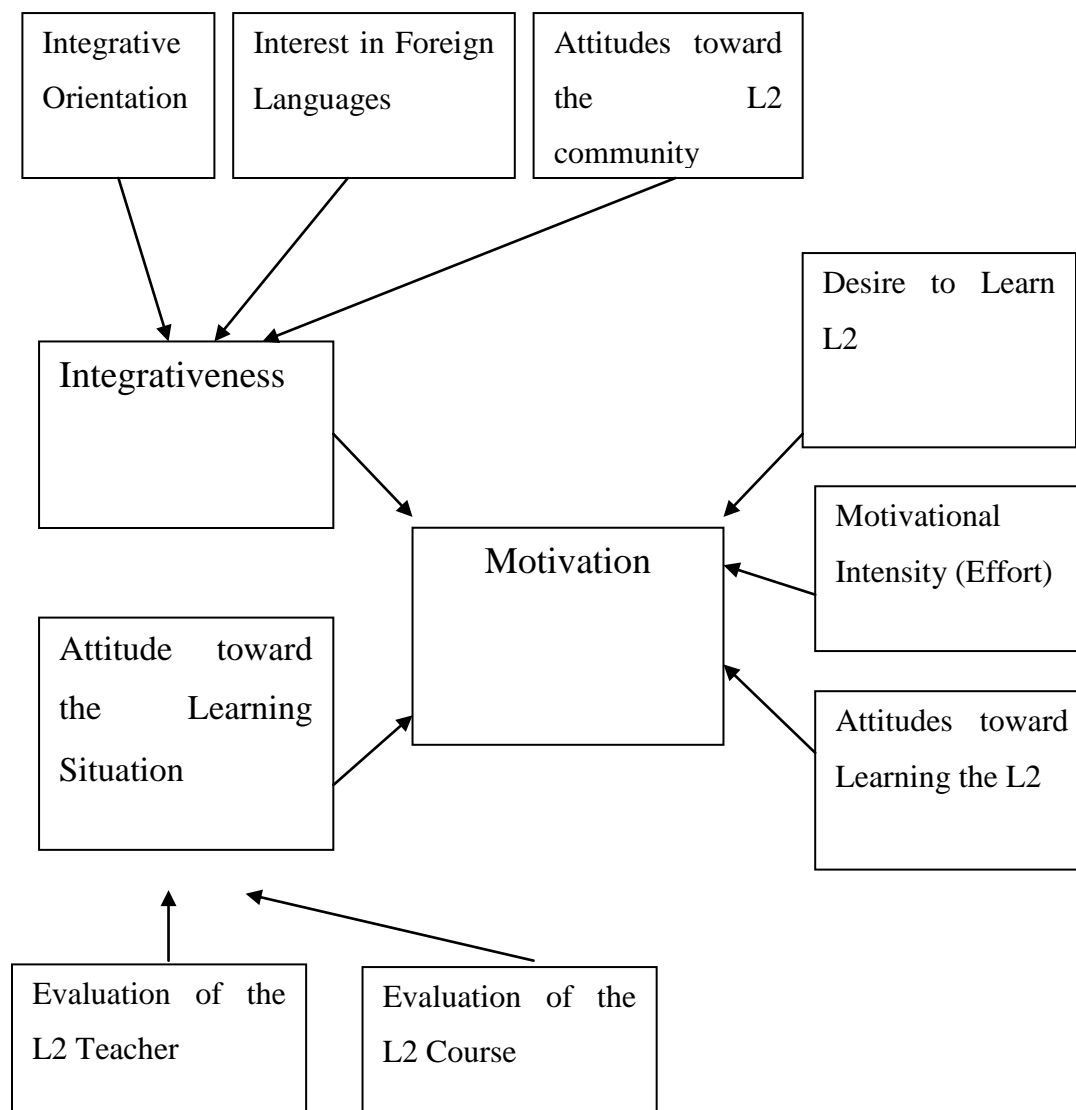 Integrative
Orientation
Interest in Foreign
Languages
Attitudes toward
the L2
community
Desire to Learn
L2
Integrativeness
Motivational
Intensity (Effort)
Motivation
Attitude toward
the Learning
Situation
Attitudes toward
Learning the L2
Evaluation of the
L2 Teacher
Evaluation of the
L2 Course